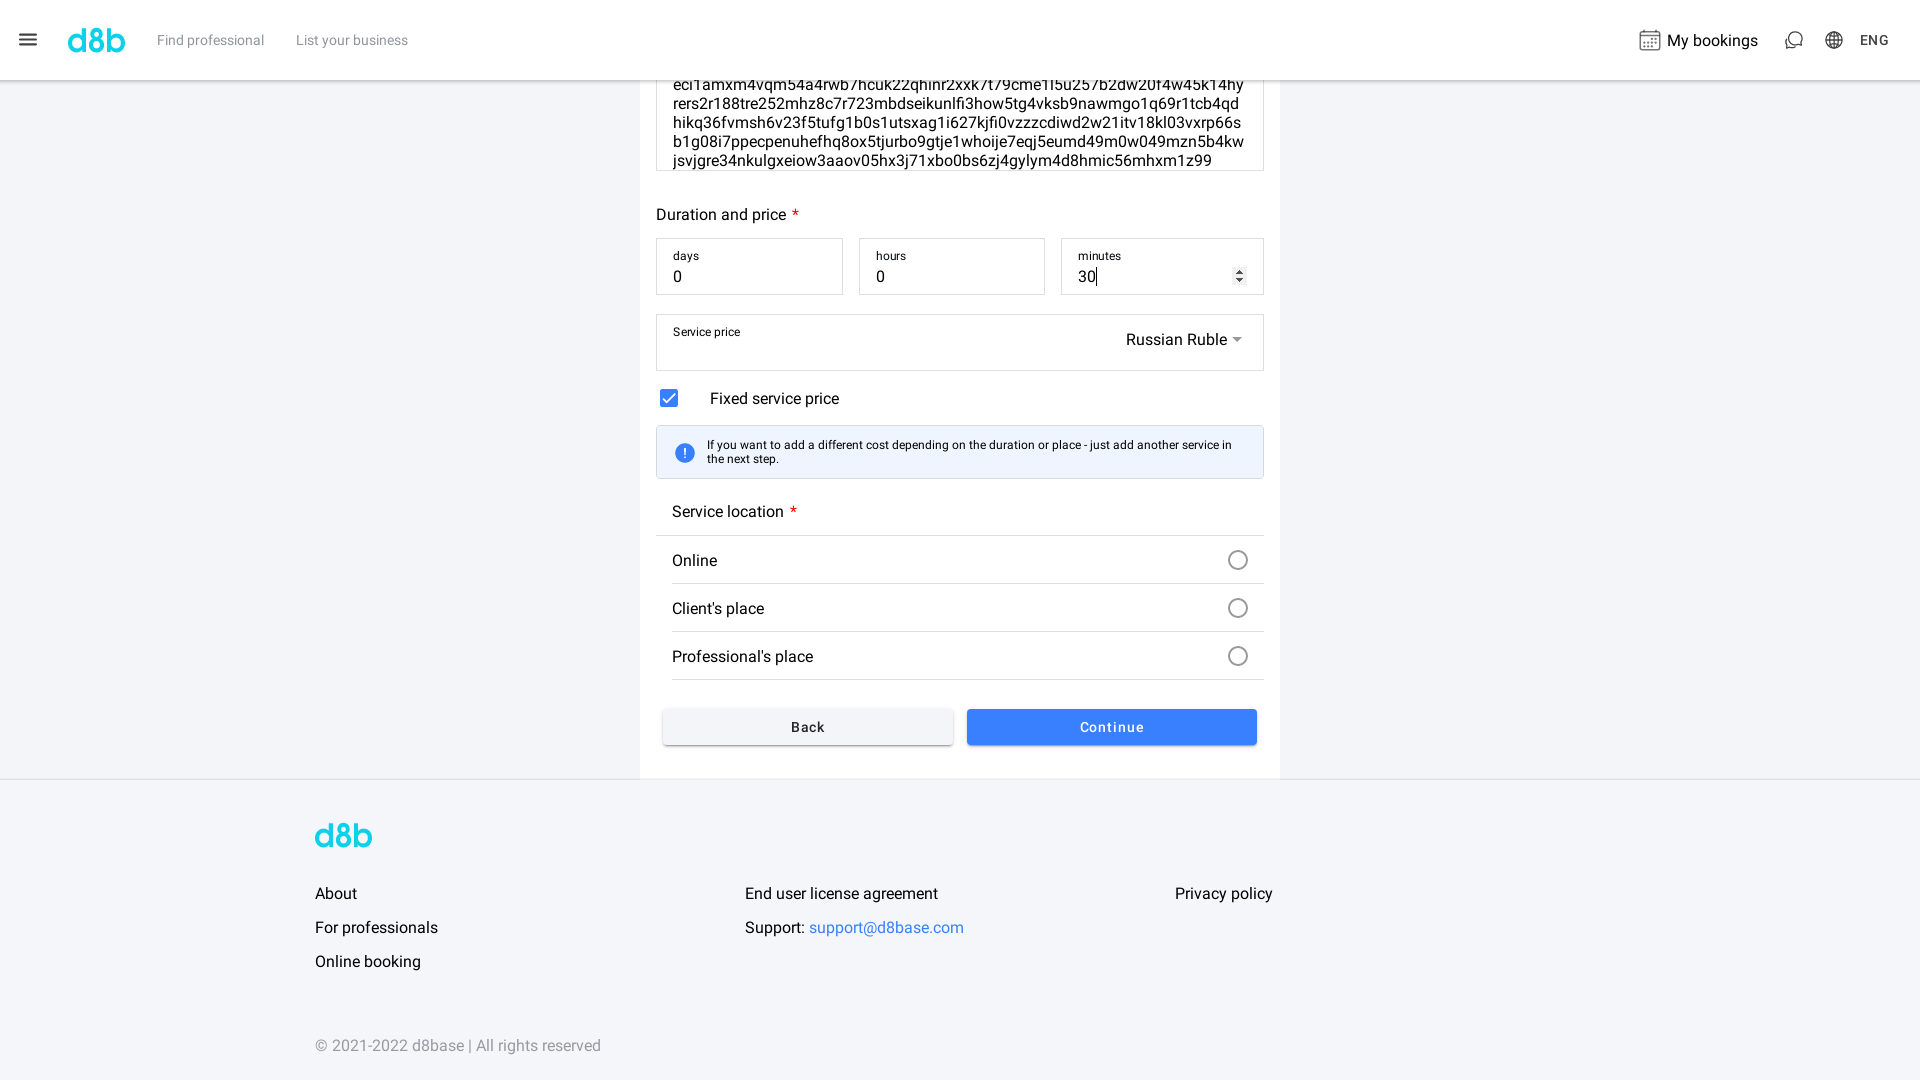 d8b
Find professional
List your business
My bookings
ENG
eci1amxm4vqm54a4rwb7hcuk22qhinr2xxk7t79cme1l5u257b2dw20f4w45k14hy
rers2r188tre252mhz8c7r723mbdseikunlfi3how5tg4vksb9nawmgo1q69r1tcb4qd
hikq36fvmsh6v23f5tufg1b0s1utsxag1i627kjfi0vzzzcdiwd2w21itv18kl03vxrp66s
b1g08i7ppecpenuhefhq8ox5tjurbo9gtje1whoije7eqj5eumd49m0w049mzn5b4kw
jsvjgre34nkulgxeiow3aaov05hx3j71xbo0bs6zj4gylym4d8hmic56mhxm1z99
Duration and price *
days
0
hours
0
minutes
30
Service price
Russian Ruble
Fixed service price
If you want to add a different cost depending on the duration or place - just add another service in
the next step.
Service location *
Online
Client's place
Professional's place
Back
Continue
d8b
About
End user license agreement
Privacy policy
For professionals
Support: support@d8base.com
Online booking
© 2021-2022 d8base | All rights reserved